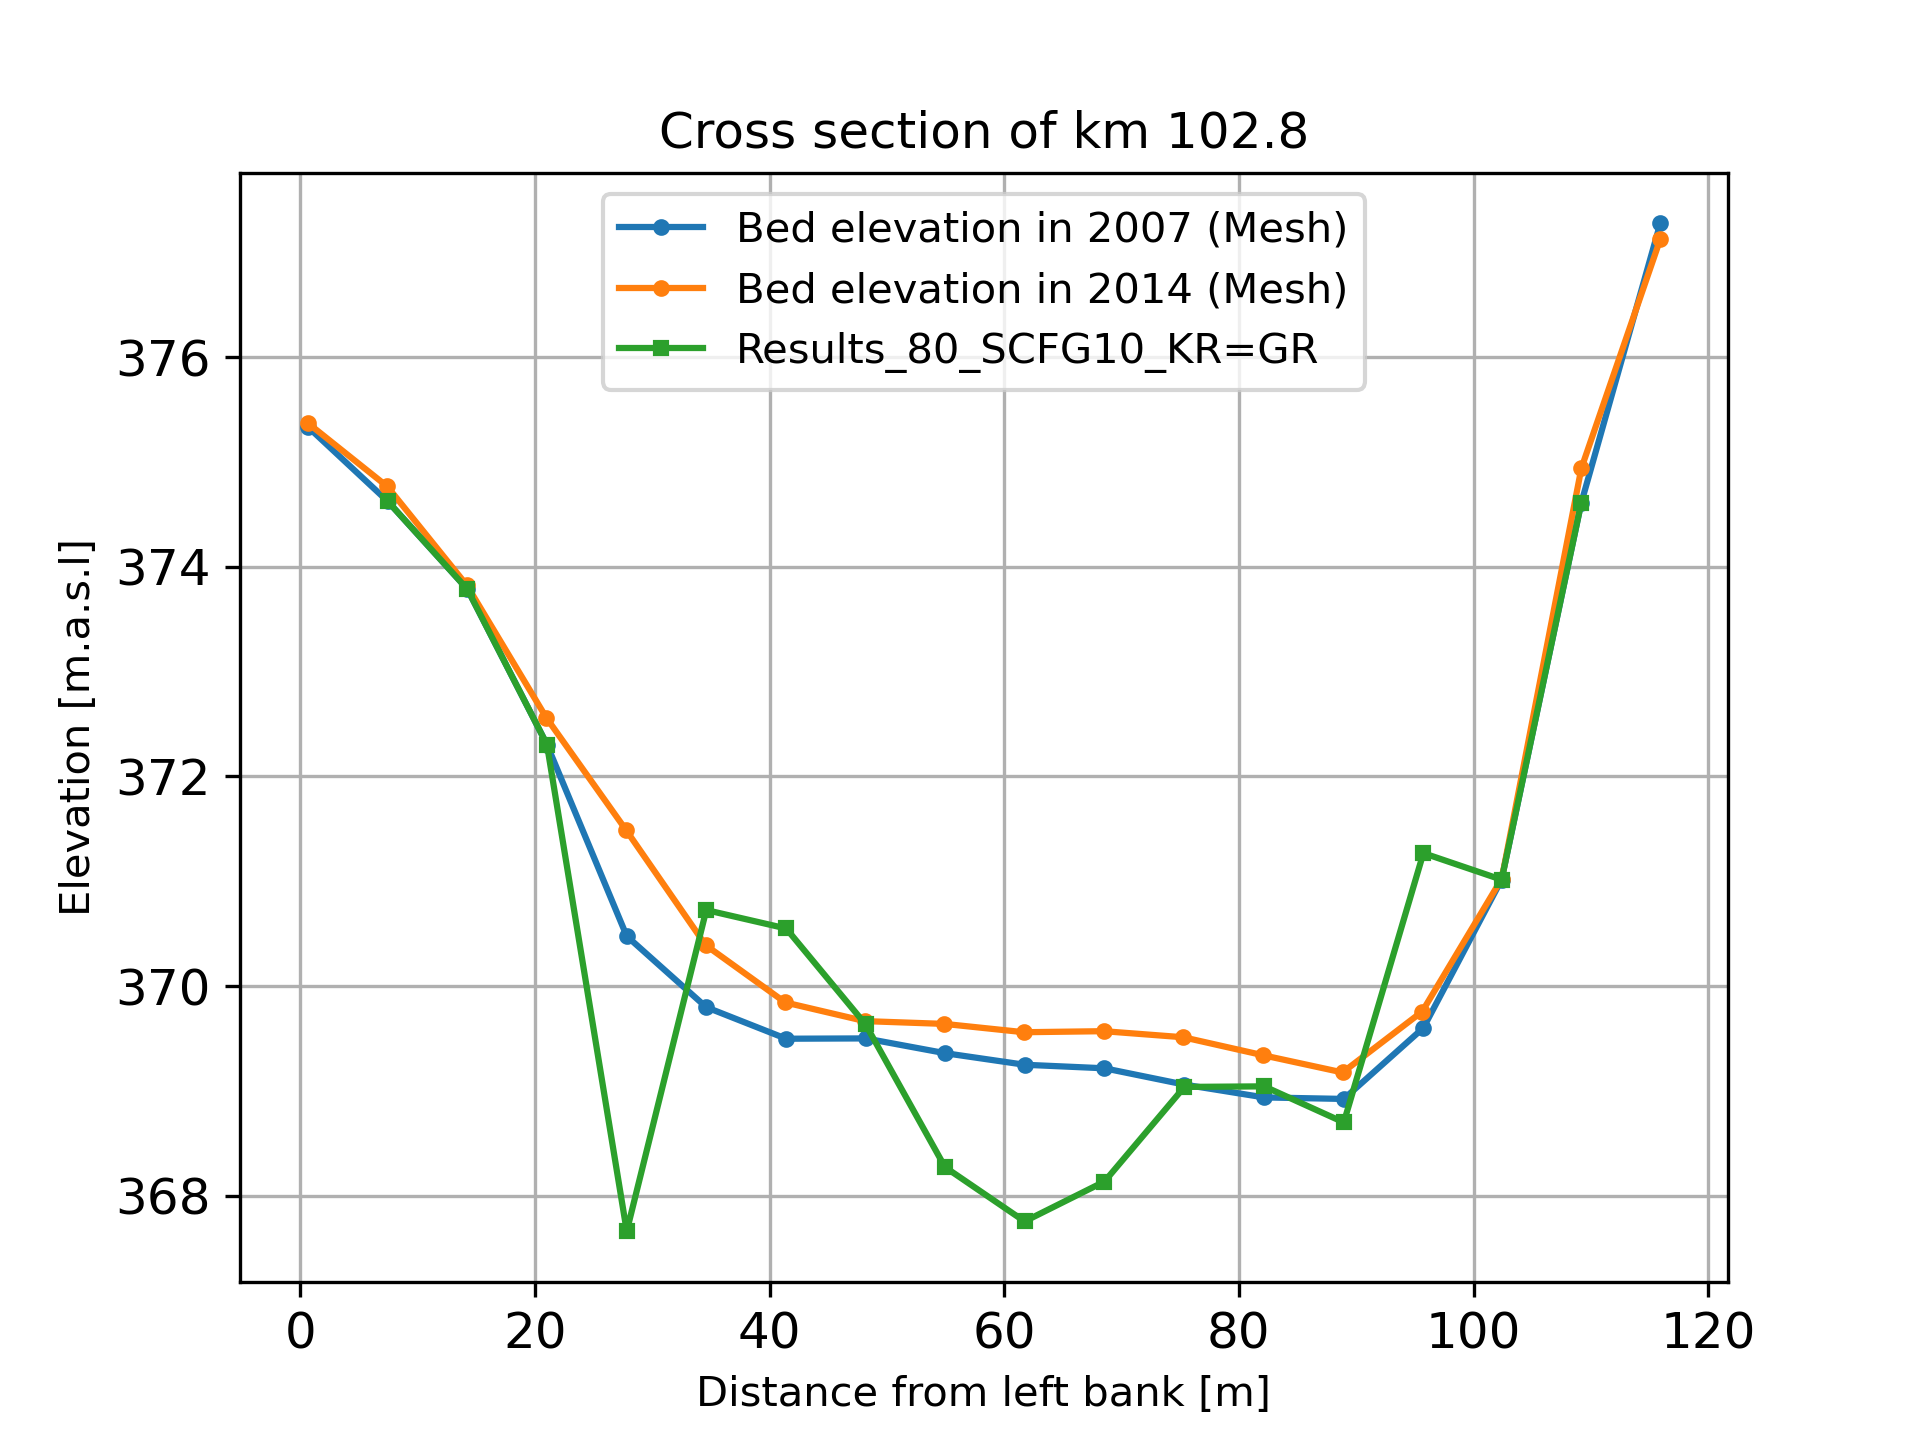 Cross section of km 102.8
Bed elevation in 2007 (Mesh)
Bed elevation in 2014 (Mesh)
Results_80_SCFG10_KR=GR
Elevation [m.a.s.l]
376
374
372
370
368
0 20 40 60 80 100 120
Distance from left bank [m]